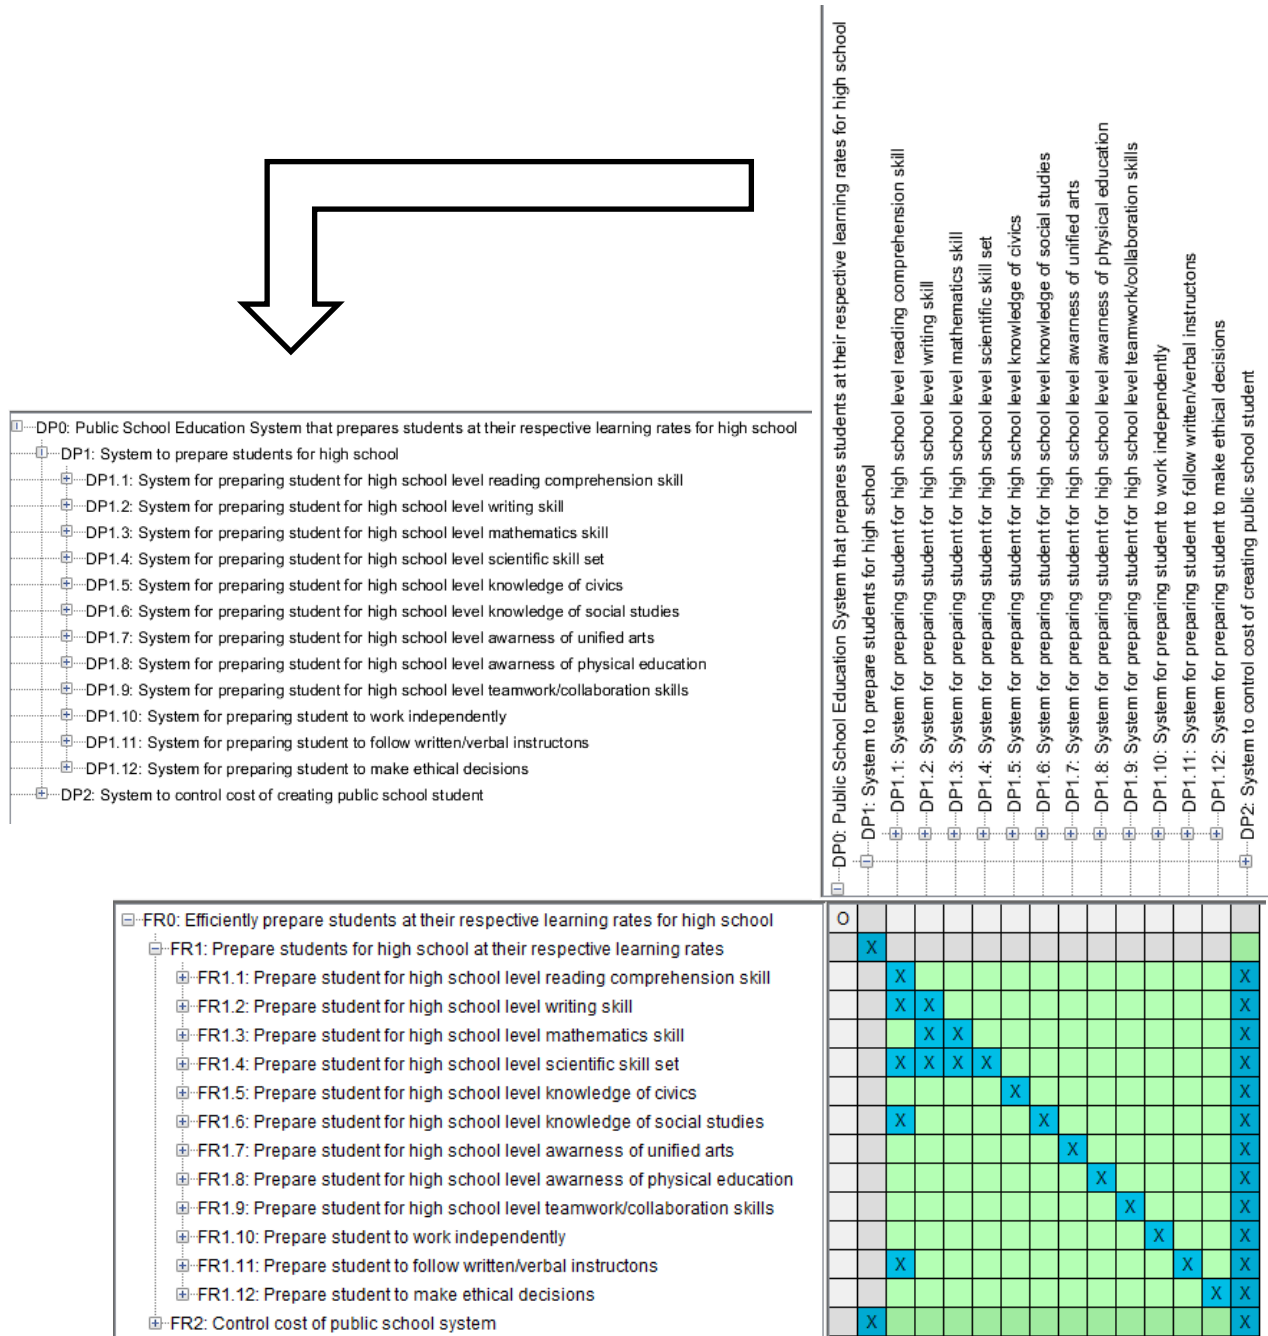 DP0: Public School Education System that prepares students at their respective learning rates for high school
DP1: System to prepare students for high school
DP1.1: System for preparing student for high school level reading comprehension skill
DP1.2: System for preparing student for high school level writing skill
DP1.3: System for preparing student for high school level mathematics skill
DP1.4: System for preparing student for high school level scientific skill set
DP1.5: System for preparing student for high school level knowledge of civics
DP1.6: System for preparing student for high school level knowledge of social studies
DP1.7: System for preparing student for high school level awarness of unified arts
DP1.8: System for preparing student for high school level awarness of physical education
DP1.9: System for preparing student for high school level teamwork/collaboration skills
DP1.10: System for preparing student to work independently
DP1.11: System for preparing student to follow written/verbal instructons
DP1.12: System for preparing student to make ethical decisions
DP2: System to control cost of creating public school student
DP0: Public School Education System that prepares students at their respective learning rates for high school
DP1: System to prepare students for high school
DP1.1: System for preparing student for high school level reading comprehension skill
DP1.2: System for preparing student for high school level writing skill
DP1.3: System for preparing student for high school level mathematics skill
DP1.4: System for preparing student for high school level scientific skill set
DP1.5: System for preparing student for high school level knowledge of civics
DP1.6: System for preparing student for high school level knowledge of social studies
DP1.7: System for preparing student for high school level awarness of unified arts
DP1.8: System for preparing student for high school level awarness of physical education
DP1.9: System for preparing student for high school level teamwork/collaboration skills
DP1.10: System for preparing student to work independently
DP1.11: System for preparing student to follow written/verbal instructons
DP1.12: System for preparing student to make ethical decisions
DP2: System to control cost of creating public school student
FR0: Efficiently prepare students at their respective learning rates for high school O
FR1: Prepare students for high school at their respective learning rates X
FR1.1: Prepare student for high school level reading comprehension skill X X
FR1.2: Prepare student for high school level writing skill X X X
FR1.3: Prepare student for high school level mathematics skill X X X
FR1.4: Prepare student for high school level scientific skill set X X X X X
FR1.5: Prepare student for high school level knowledge of civics X X
FR1.6: Prepare student for high school level knowledge of social studies X X X
FR1.7: Prepare student for high school level awarness of unified arts X X
FR1.8: Prepare student for high school level awarness of physical education X X
FR1.9: Prepare student for high school level teamwork/collaboration skills X X
FR1.10: Prepare student to work independently X X
FR1.11: Prepare student to follow written/verbal instructons X X X
FR1.12: Prepare student to make ethical decisions X X
FR2: Control cost of public school system X X